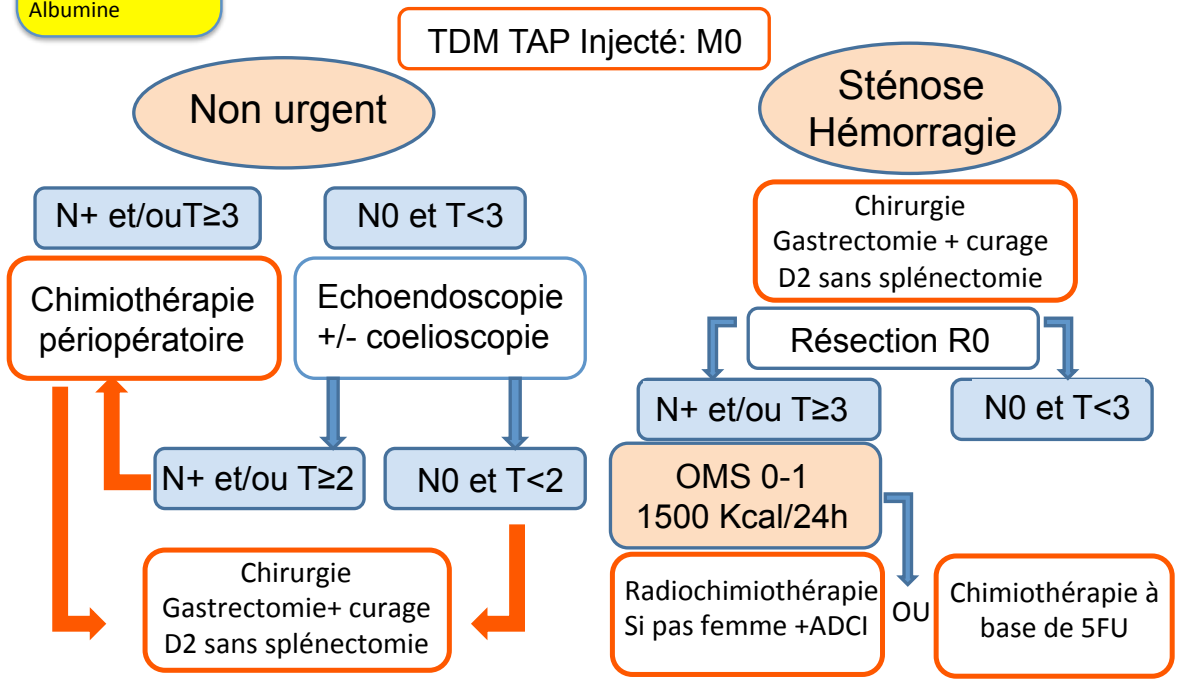 Albumine
TDM TAP Injecté: M0
Non urgent
Sténose
Hémorragie
N+ et/ouT≥3
N0 et T<3
Chimiothérapie
périopératoire
Echoendoscopie
+/- coelioscopie
N+ et/ou T≥2
N0 et T<2
Chirurgie
Gastrectomie+ curage
D2 sans splénectomie
Chirurgie
Gastrectomie + curage
D2 sans splénectomie
Résection R0
N+ et/ou T≥3
N0 et T<3
OMS 0-1
1500 Kcal/24h
Radiochimiothérapie
Si pas femme +ADCI
OU
Chimiothérapie à
base de 5FU